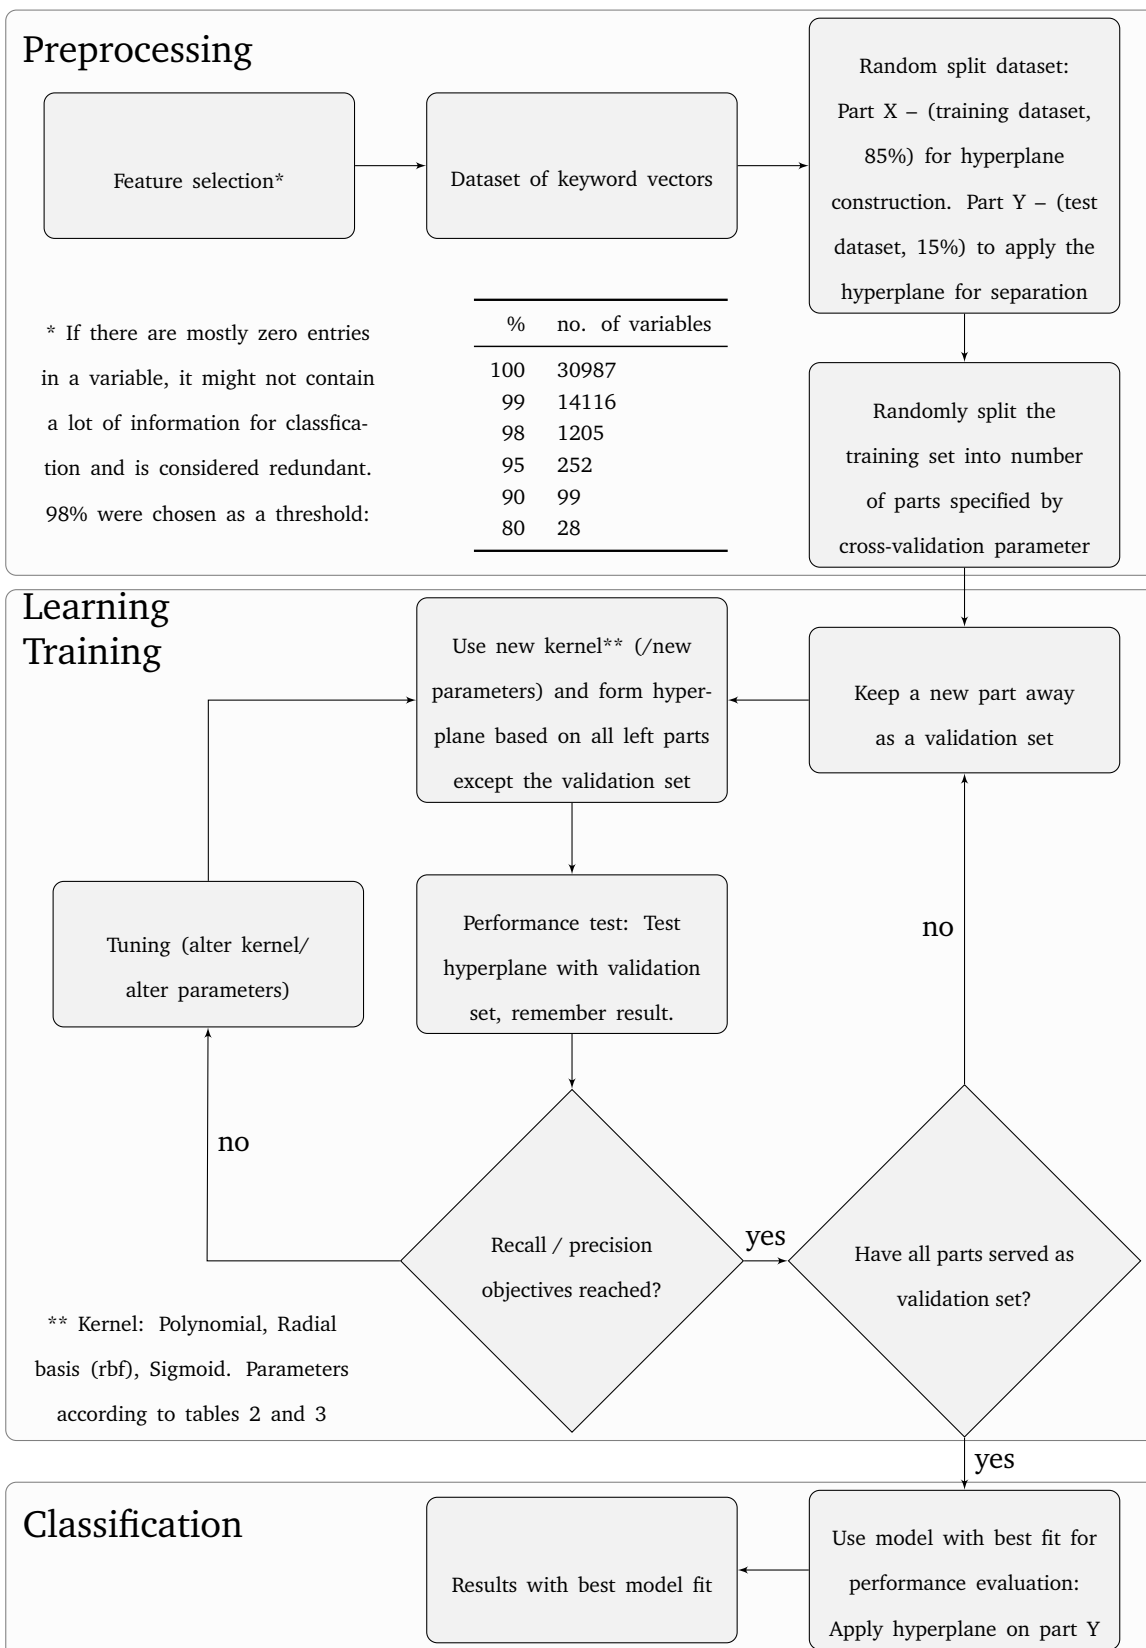 Preprocessing
Feature selection*
Dataset of keyword vectors
Random split dataset:
Part X – (training dataset,
85%) for hyperplane
construction. Part Y – (test
dataset, 15%) to apply the
hyperplane for separation
* If there are mostly zero entries
in a variable, it might not contain
a lot of information for classfica-
tion and is considered redundant.
98% were chosen as a threshold:
% no. of variables
100 30987
99 14116
98 1205
95 252
90 99
80 28
Randomly split the
training set into number
of parts specified by
cross-validation parameter
Learning
Training
Use new kernel** (/new
parameters) and form hyper-
plane based on all left parts
except the validation set
Keep a new part away
as a validation set
Tuning (alter kernel/
alter parameters)
Performance test: Test
hyperplane with validation
set, remember result.
no
no
Recall / precision
objectives reached?
yes
Have all parts served as
validation set?
** Kernel: Polynomial, Radial
basis (rbf), Sigmoid. Parameters
according to tables 2 and 3
yes
Classification
Results with best model fit
Use model with best fit for
performance evaluation:
Apply hyperplane on part Y